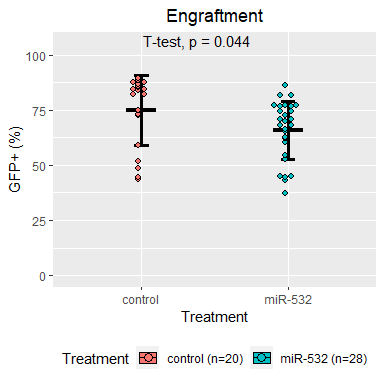 Engraftment
T-test, p = 0.044
100
75
50
25
0
GFP+ (%)
control
miR-532
Treatment
Treatment
control (n=20)
miR-532 (n=28)